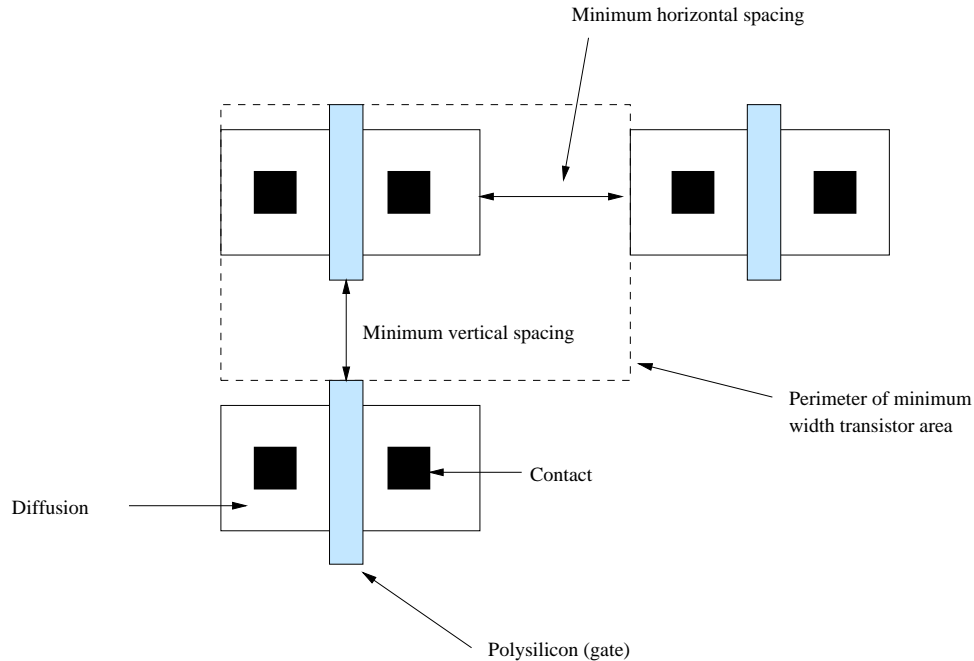 Minimum horizontal spacing
Minimum vertical spacing
Perimeter of minimum
width transistor area
Contact
Diffusion
Polysilicon (gate)